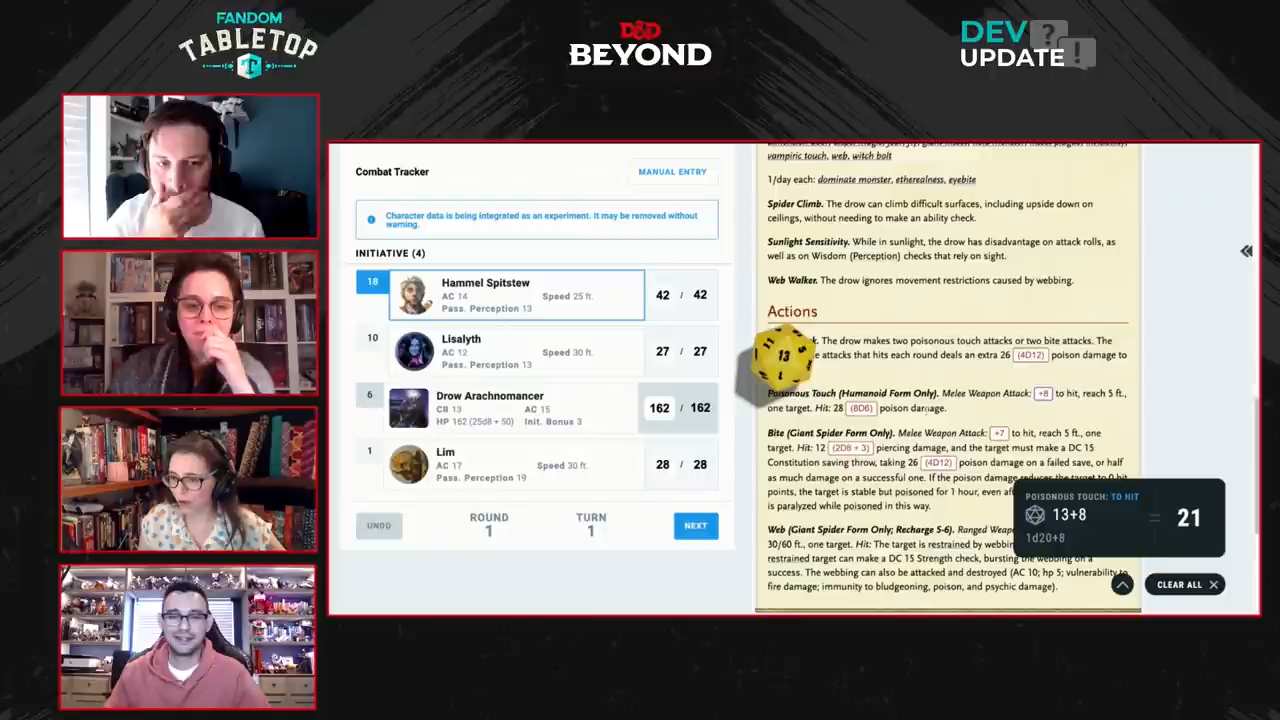 FANDOM
TABLETOP
T
D&D
BEYOND
DEV ?
UPDATE !
Combat Tracker
MANUAL ENTRY
Character data is being integrated as an experiment. It may be removed without
warning.
INITIATIVE (4)
18
Hammel Spitstew
AC 14
Speed 25 ft.
Pass. Perception 13
42 / 42
10
Lisalyth
AC 12
Speed 30 ft.
Pass. Perception 13
27 / 27
6
Drow Arachnomancer
CR 13
AC 15
HP 162 (25d8 + 50)
Init. Bonus 3
162 / 162
1
Lim
AC 17
Speed 30 ft.
Pass. Perception 19
28 / 28
UNDO
ROUND
1
TURN
1
NEXT
vampiric touch, web, witch bolt
1/day each: dominate monster, etherealness, eyebite
Spider Climb. The drow can climb difficult surfaces, including upside down on
ceilings, without needing to make an ability check.
Sunlight Sensitivity. While in sunlight, the drow has disadvantage on attack rolls, as
well as on Wisdom (Perception) checks that rely on sight.
Web Walker. The drow ignores movement restrictions caused by webbing.
Actions
The drow makes two poisonous touch attacks or two bite attacks. The
attacks that hits each round deals an extra 26 (4D12) poison damage to
13
11
Poisonous Touch (Humanoid Form Only). Melee Weapon Attack: +8 to hit, reach 5 ft.,
one target. Hit: 28 (8D6) poison damage.
Bite (Giant Spider Form Only). Melee Weapon Attack: +7 to hit, reach 5 ft., one
target. Hit: 12 (2D8 + 3) piercing damage, and the target must make a DC 15
Constitution saving throw, taking 26 (4D12) poison damage on a failed save, or half
as much damage on a successful one. If the poison damage reduces the target to 0 hit
points, the target is stable but poisoned for 1 hour, even
is paralyzed while poisoned in this way.
Web (Giant Spider Form Only; Recharge 5-6). Ranged
30/60 ft., one target. Hit: The target is restrained by
restrained target can make a DC 15 Strength check, bursting the webbing on a
success. The webbing can also be attacked and destroyed (AC 10; hp 5; vulnerability to
fire damage; immunity to bludgeoning, poison, and psychic damage).
POISONOUS TOUCH: TO HIT
13+8 = 21
1d20+8
CLEAR ALL